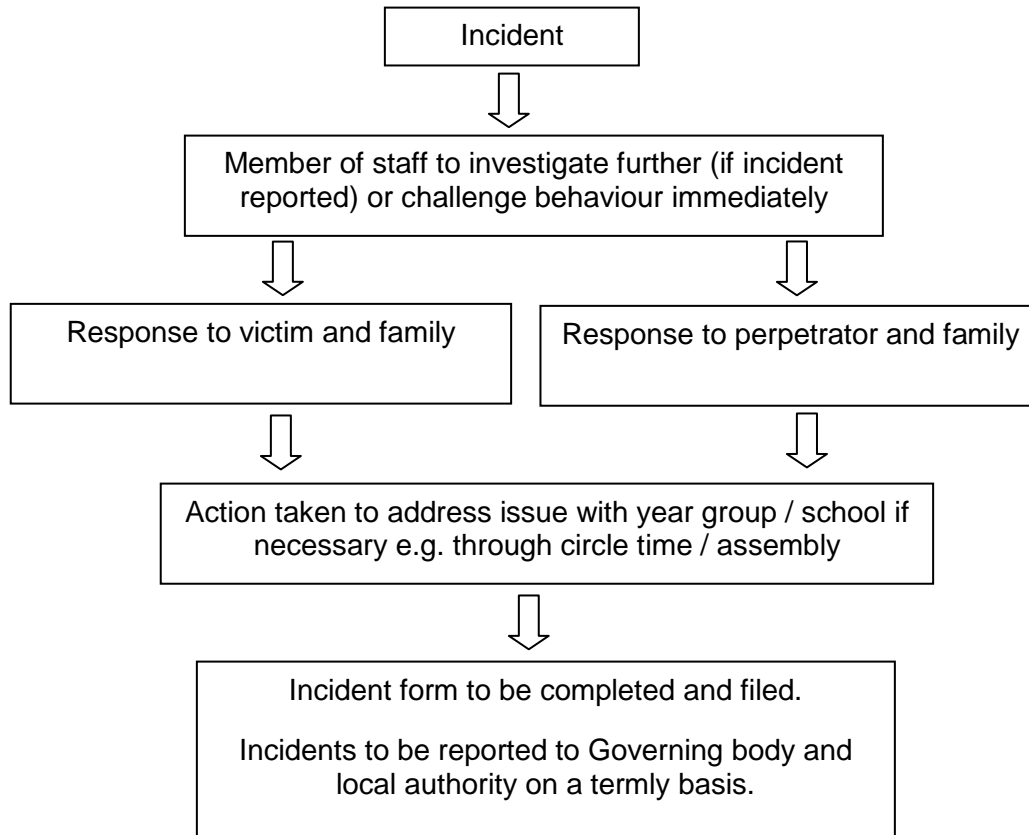 Incident
Member of staff to investigate further (if incident
reported) or challenge behaviour immediately
Response to victim and family
Response to perpetrator and family
Action taken to address issue with year group / school if
necessary e.g. through circle time / assembly
Incident form to be completed and filed.
Incidents to be reported to Governing body and
local authority on a termly basis.